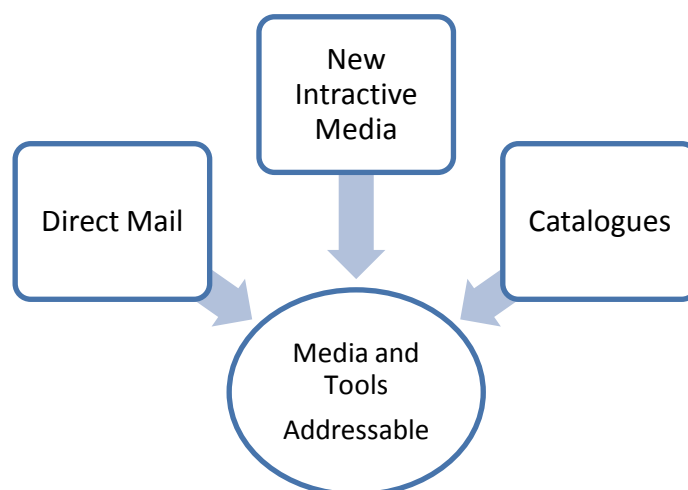 New
Intractive
Media
Direct Mail
Catalogues
Media and
Tools
Addressable